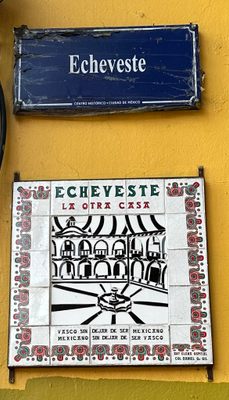 Echeveste
CENTRO HISTÓRICO • CIUDAD DE MÉXICO
ECHEVESTE
LA OTRA CASA
VASCO SIN DEJAR DE SER MEXICANO
MEXICANO SIN DEJAR DE SER VASCO